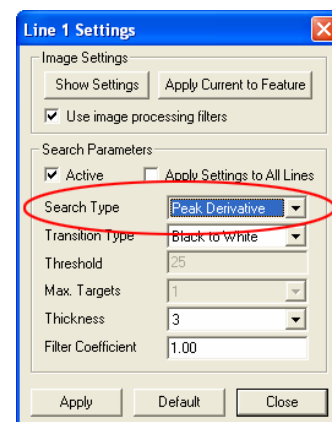 Line 1 Settings
Image Settings
Show Settings Apply Current to Feature
Use image processing filters
Search Parameters
Active Apply Settings to All Lines
Search Type Peak Derivative
Transition Type Black to White
Threshold 25
Max. Targets 1
Thickness 3
Filter Coefficient 1.00
Apply Default Close